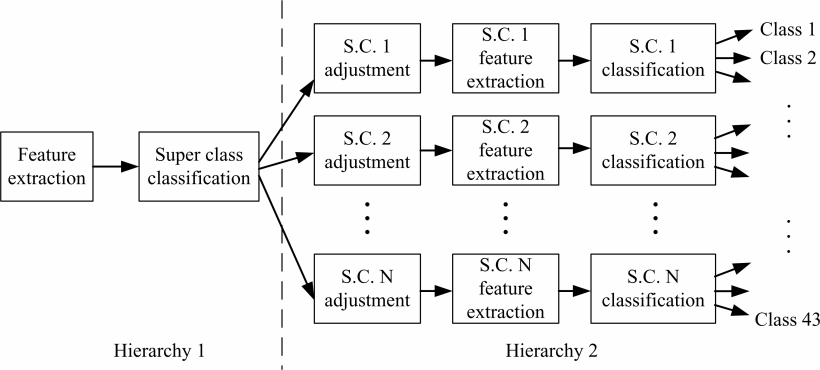 Feature
extraction
Super class
classification
S.C. 1
adjustment
S.C. 1
feature
extraction
S.C. 1
classification
Class 1
Class 2
S.C. 2
adjustment
S.C. 2
feature
extraction
S.C. 2
classification
S.C. N
adjustment
S.C. N
feature
extraction
S.C. N
classification
Class 43
Hierarchy 1
Hierarchy 2